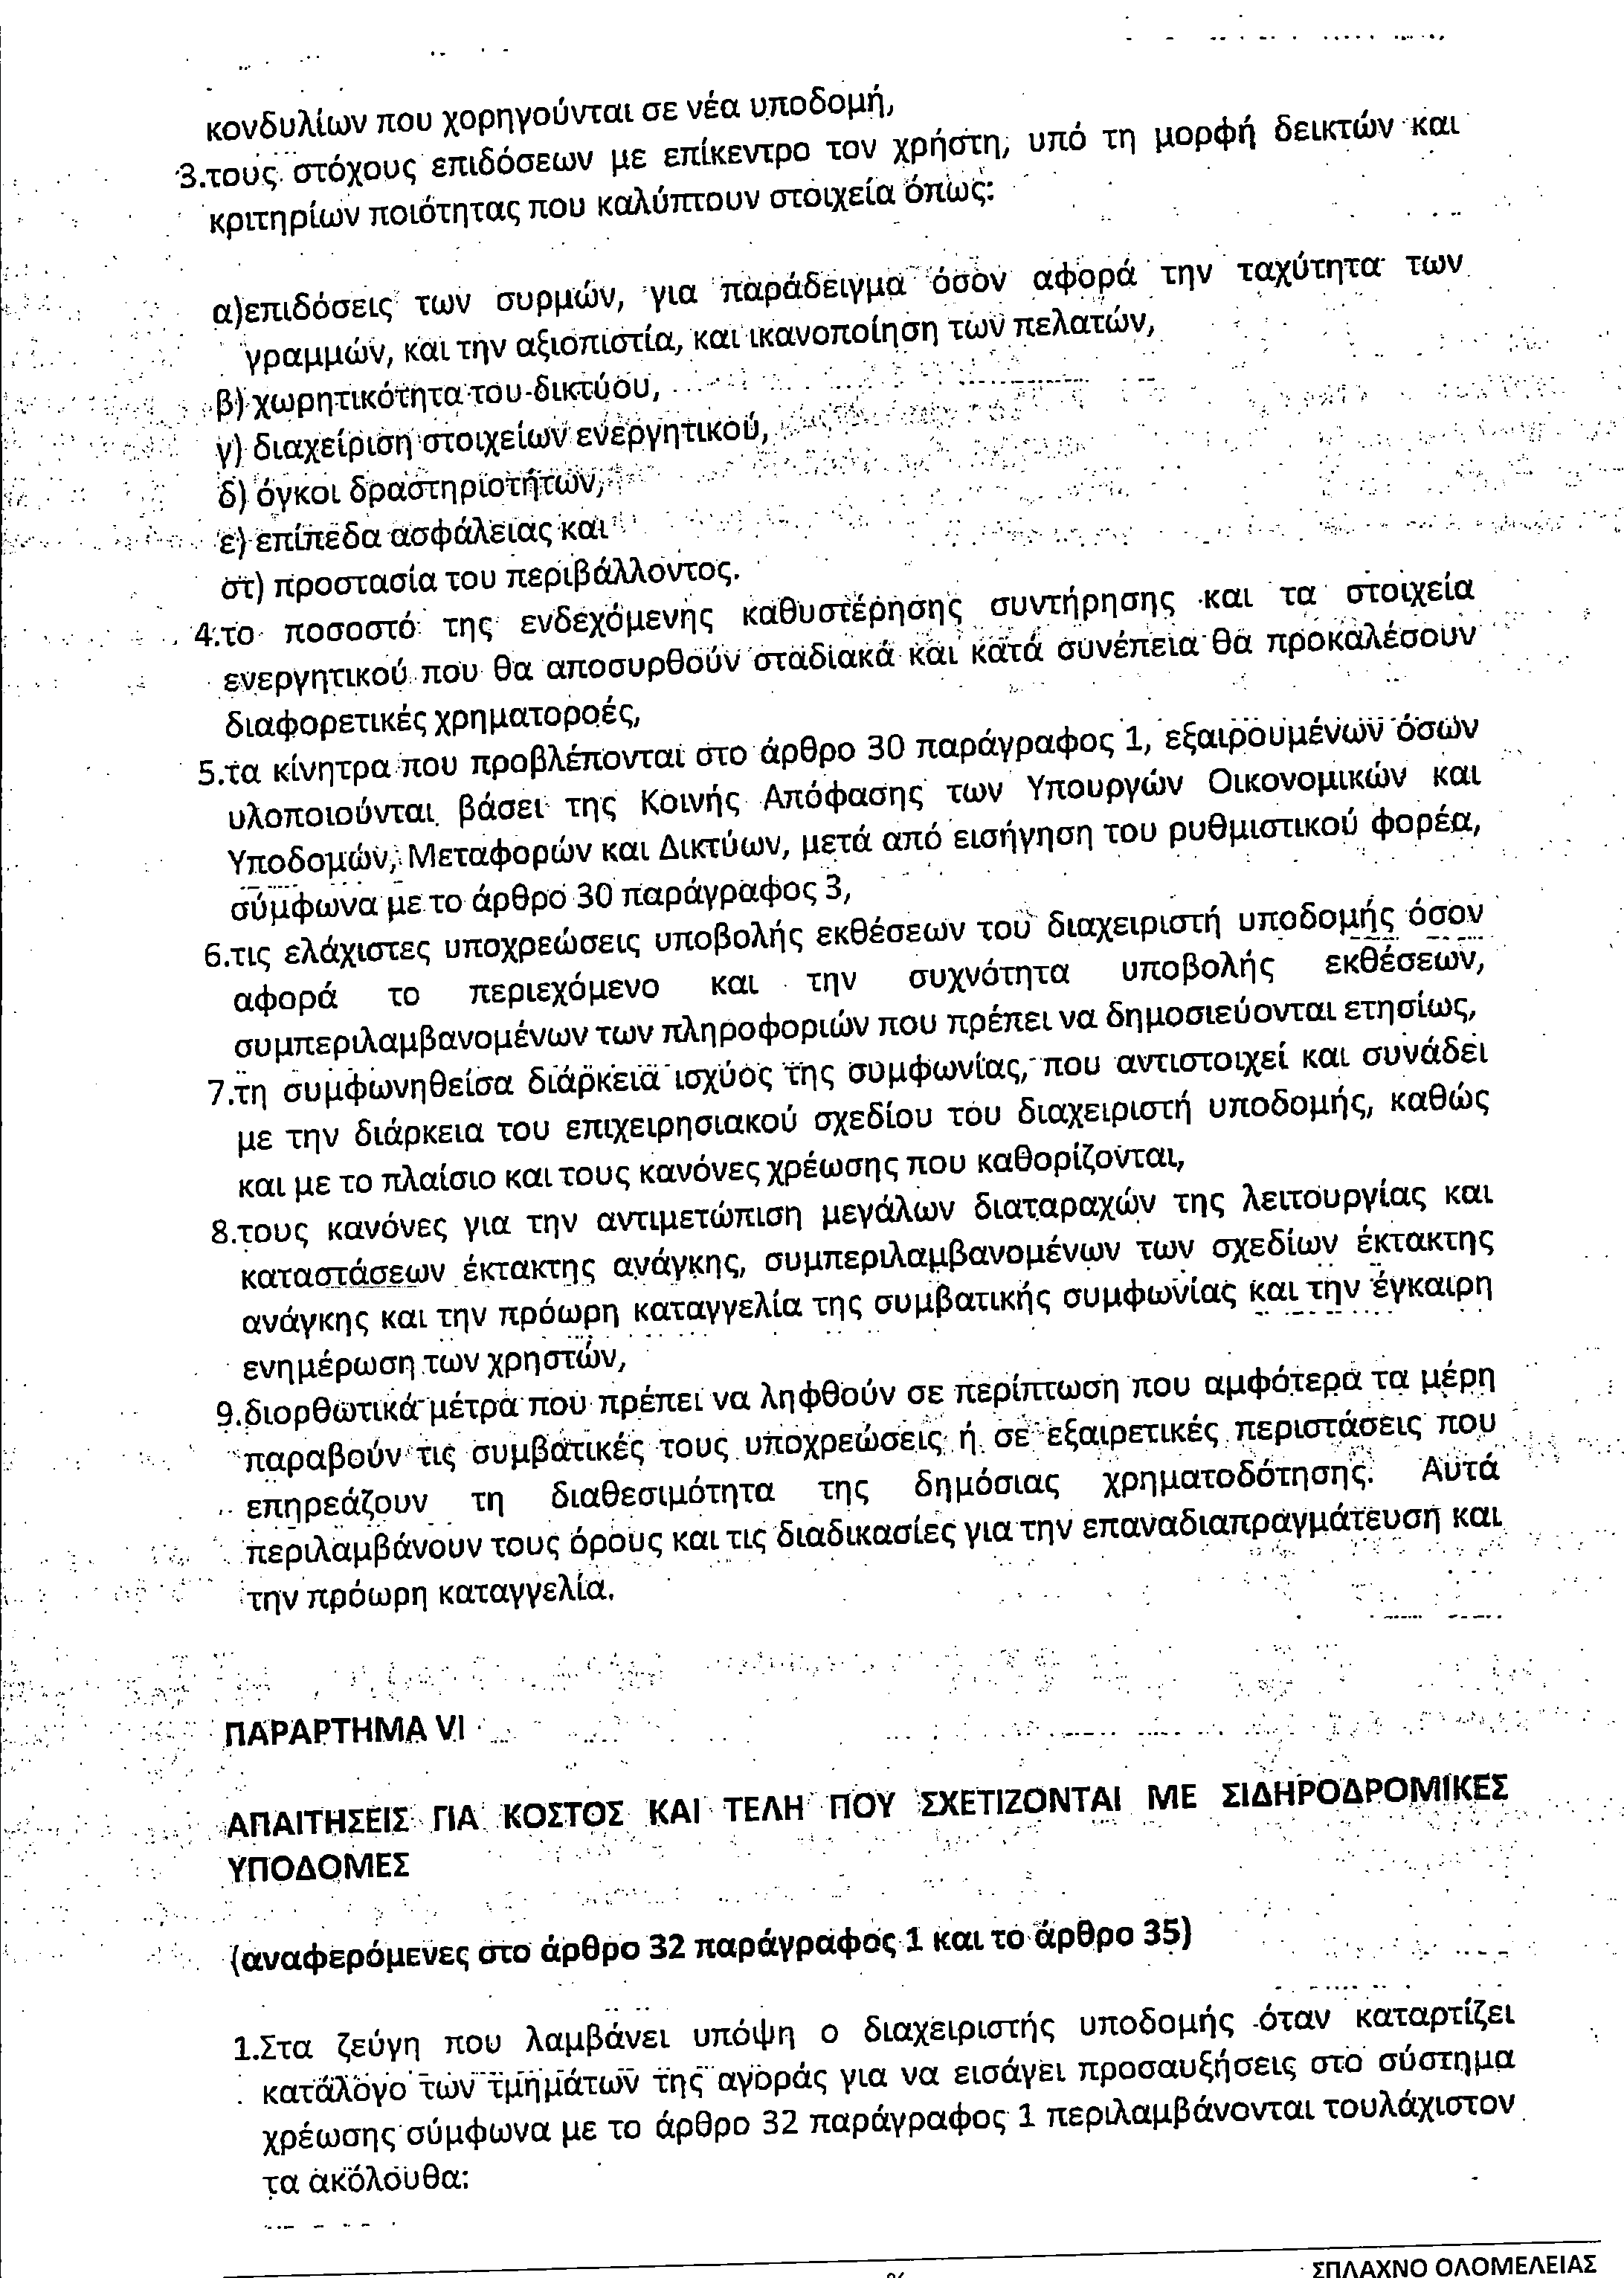 κονδυλίων που χορηγούνται σε νέα υποδομή,
3.τους στόχους επιδόσεων με επίκεντρο τον χρήστη, υπό τη μορφή δεικτών και
κριτηρίων ποιότητας που καλύπτουν στοιχεία όπως:
α)επιδόσεις των συρμών, για παράδειγμα όσον αφορά την ταχύτητα των
γραμμών, και την αξιοπιστία, και ικανοποίηση των πελατών,
β) χωρητικότητα του δικτύου,
γ) διαχείριση στοιχείων ενεργητικού,
δ) όγκοι δραστηριοτήτων,
ε) επίπεδα ασφάλειας και
στ) προστασία του περιβάλλοντος.
4.το ποσοστό της ενδεχόμενης καθυστέρησης συντήρησης και τα στοιχεία
ενεργητικού που θα αποσυρθούν σταδιακά και κατά συνέπεια θα προκαλέσουν
διαφορετικές χρηματοροές,
5.τα κίνητρα που προβλέπονται στο άρθρο 30 παράγραφος 1, εξαιρουμένων όσων
υλοποιούνται βάσει της Κοινής Απόφασης των Υπουργών Οικονομικών και
Υποδομών, Μεταφορών και Δικτύων, μετά από εισήγηση του ρυθμιστικού φορέα,
σύμφωνα με το άρθρο 30 παράγραφος 3,
6.τις ελάχιστες υποχρεώσεις υποβολής εκθέσεων του διαχειριστή υποδομής όσον
αφορά το περιεχόμενο και την συχνότητα υποβολής εκθέσεων,
συμπεριλαμβανομένων των πληροφοριών που πρέπει να δημοσιεύονται ετησίως,
7.τη συμφωνηθείσα διάρκεια ισχύος της συμφωνίας, που αντιστοιχεί και συνάδει
με την διάρκεια του επιχειρησιακού σχεδίου του διαχειριστή υποδομής, καθώς
και με το πλαίσιο και τους κανόνες χρέωσης που καθορίζονται,
8.τους κανόνες για την αντιμετώπιση μεγάλων διαταραχών της λειτουργίας και
καταστάσεων έκτακτης ανάγκης, συμπεριλαμβανομένων των σχεδίων έκτακτης
ανάγκης και την πρόωρη καταγγελία της συμβατικής συμφωνίας και την έγκαιρη
ενημέρωση των χρηστών,
9.διορθωτικά μέτρα που πρέπει να ληφθούν σε περίπτωση που αμφότερα τα μέρη
παραβούν τις συμβατικές τους υποχρεώσεις ή σε εξαιρετικές περιστάσεις που
επηρεάζουν τη διαθεσιμότητα της δημόσιας χρηματοδότησης. Αυτά
περιλαμβάνουν τους όρους και τις διαδικασίες για την επαναδιαπραγμάτευση και
την πρόωρη καταγγελία.
ΠΑΡΑΡΤΗΜΑ VI
ΑΠΑΙΤΗΣΕΙΣ ΓΙΑ ΚΟΣΤΟΣ ΚΑΙ ΤΕΛΗ ΠΟΥ ΣΧΕΤΙΖΟΝΤΑΙ ΜΕ ΣΙΔΗΡΟΔΡΟΜΙΚΕΣ
ΥΠΟΔΟΜΕΣ
(αναφερόμενες στο άρθρο 32 παράγραφος 1 και το άρθρο 35)
1.Στα ζεύγη που λαμβάνει υπόψη ο διαχειριστής υποδομής όταν καταρτίζει
κατάλογο των τμημάτων της αγοράς για να εισάγει προσαυξήσεις στο σύστημα
χρέωσης σύμφωνα με το άρθρο 32 παράγραφος 1 περιλαμβάνονται τουλάχιστον
τα ακόλουθα:
ΣΠΛΑΧΝΟ ΟΛΟΜΕΛΕΙΑΣ